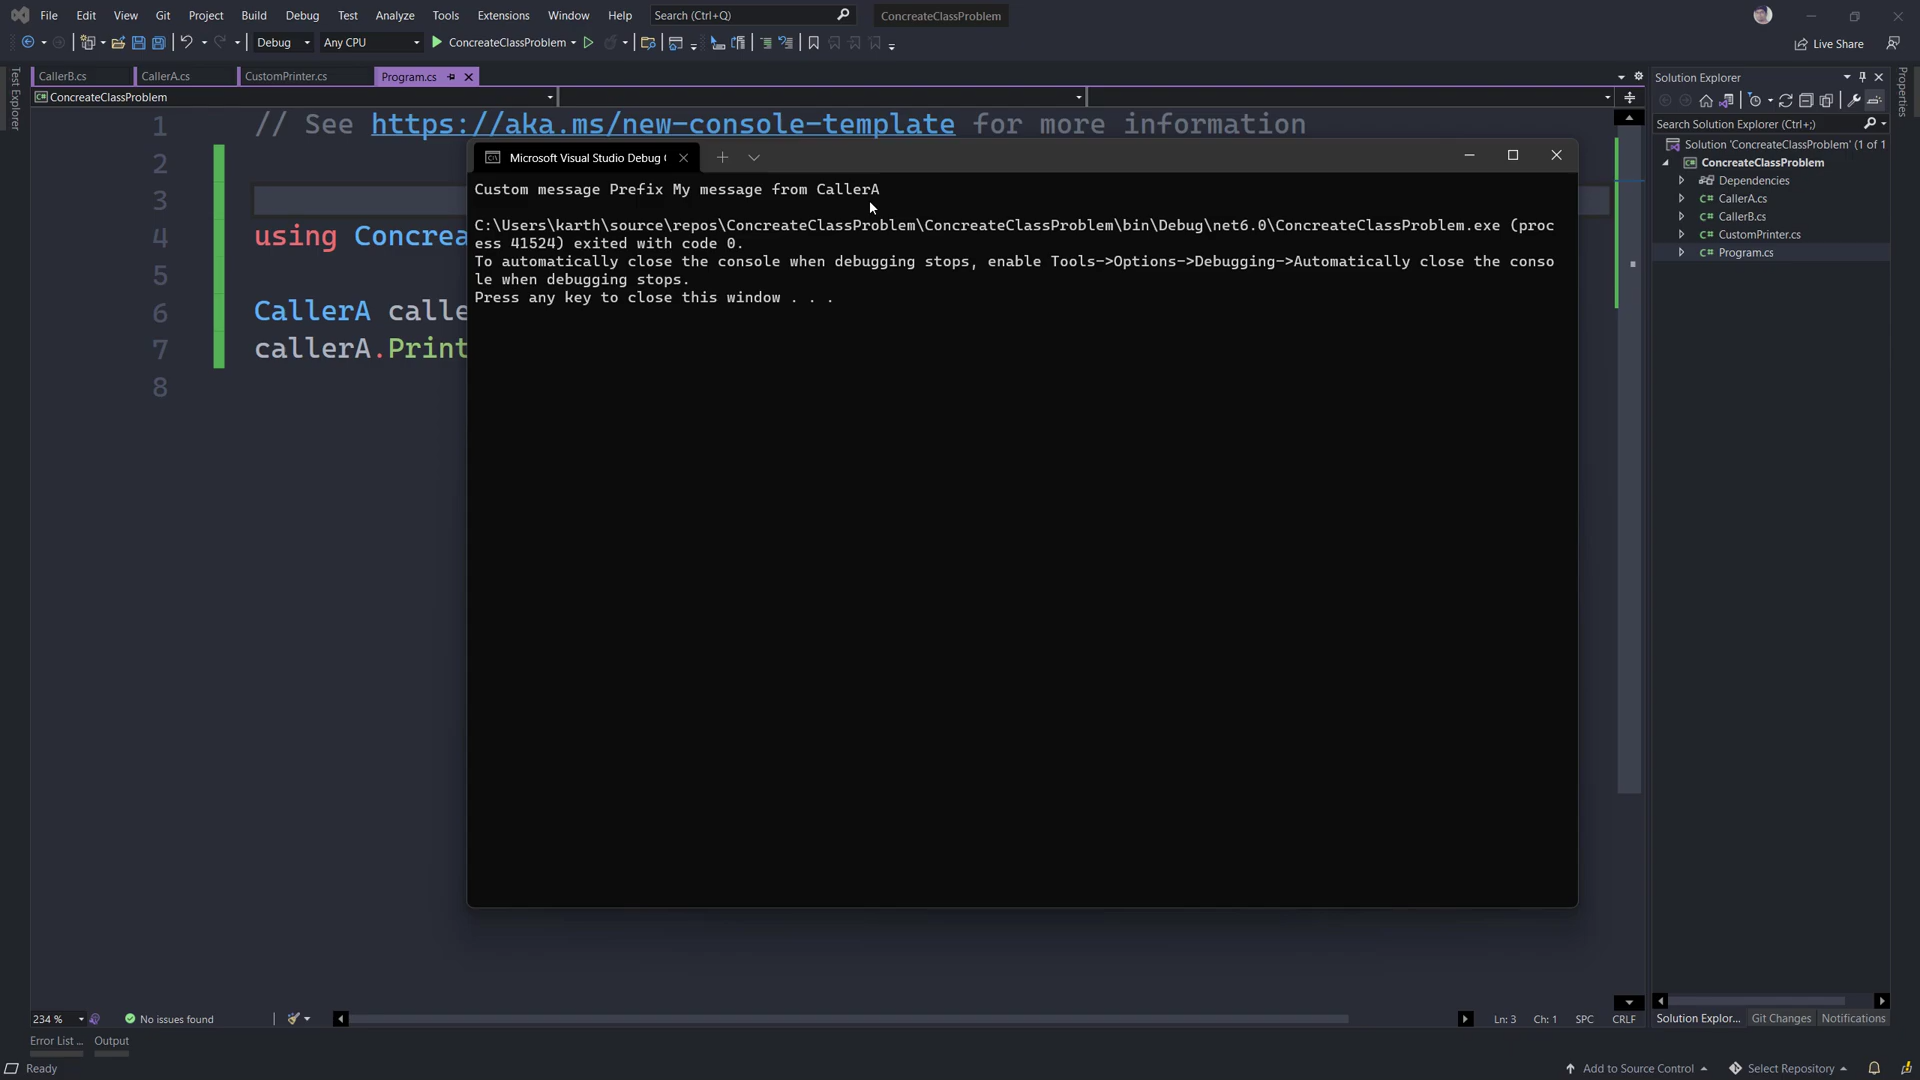 File Edit View Git Project Build Debug Test Analyze Tools Extensions Window Help Search (Ctrl+Q) ConcreateClassProblem
Debug Any CPU ConcreateClassProblem Live Share
CallerB.cs CallerA.cs CustomPrinter.cs Program.cs
ConcreateClassProblem
Test Explorer
1 // See https://aka.ms/new-console-template for more information
2
3
4 using Concrea
5
6 CallerA calle
7 callerA.Print
8
Microsoft Visual Studio Debug
Custom message Prefix My message from CallerA
C:\Users\karth\source\repos\ConcreateClassProblem\ConcreateClassProblem\bin\Debug\net6.0\ConcreateClassProblem.exe (proc
ess 41524) exited with code 0.
To automatically close the console when debugging stops, enable Tools->Options->Debugging->Automatically close the conso
le when debugging stops.
Press any key to close this window . . .
Solution Explorer
Search Solution Explorer (Ctrl+;)
Solution 'ConcreateClassProblem' (1 of 1
ConcreateClassProblem
Dependencies
C# CallerA.cs
C# CallerB.cs
C# CustomPrinter.cs
C# Program.cs
Properties
234 % No issues found Ln: 3 Ch: 1 SPC CRLF
Solution Explor... Git Changes Notifications
Error List ... Output
Ready Add to Source Control Select Repository